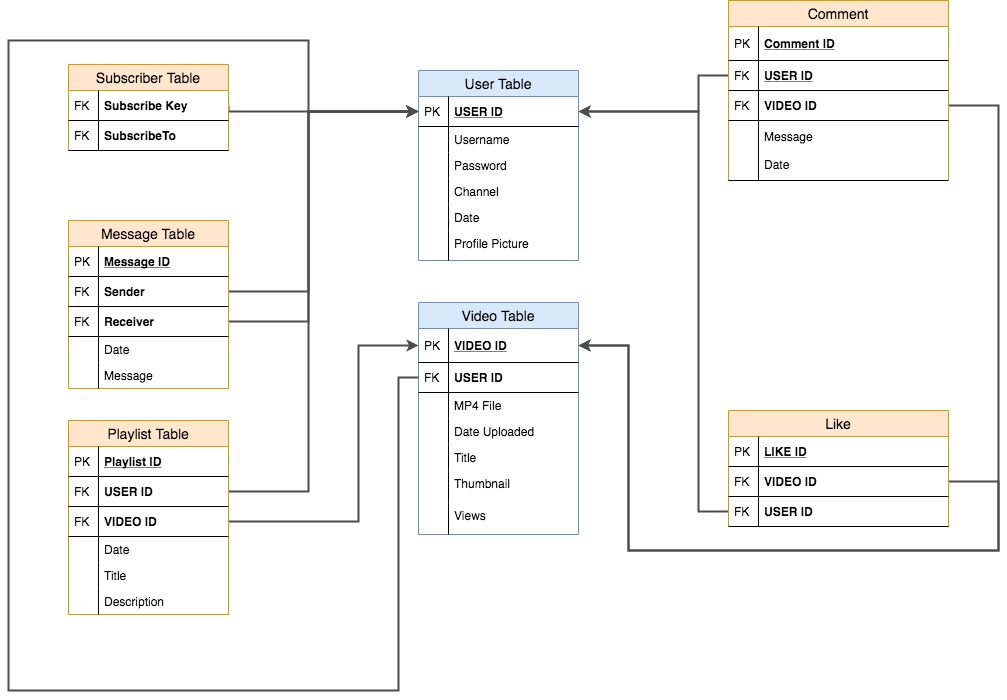 Subscriber Table
FK Subscribe Key
FK SubscribeTo
Message Table
PK Message ID
FK Sender
FK Receiver
Date
Message
Playlist Table
PK Playlist ID
FK USER ID
FK VIDEO ID
Date
Title
Description
User Table
PK USER ID
Username
Password
Channel
Date
Profile Picture
Video Table
PK VIDEO ID
FK USER ID
MP4 File
Date Uploaded
Title
Thumbnail
Views
Comment
PK Comment ID
FK USER ID
FK VIDEO ID
Message
Date
Like
PK LIKE ID
FK VIDEO ID
FK USER ID